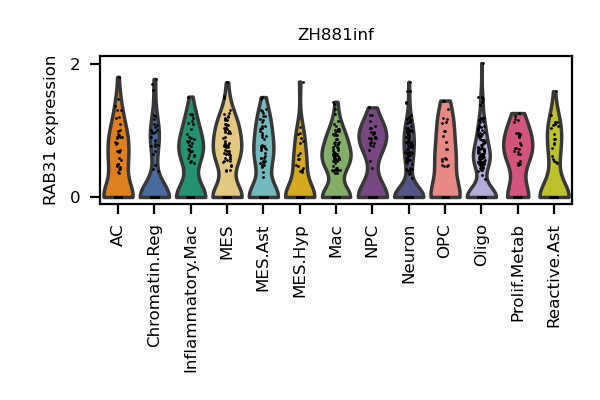 ZH881inf
RAB31 expression
2
0
AC
Chromatin.Reg
Inflammatory.Mac
MES
MES.Ast
MES.Hyp
Mac
NPC
Neuron
OPC
Oligo
Prolif.Metab
Reactive.Ast